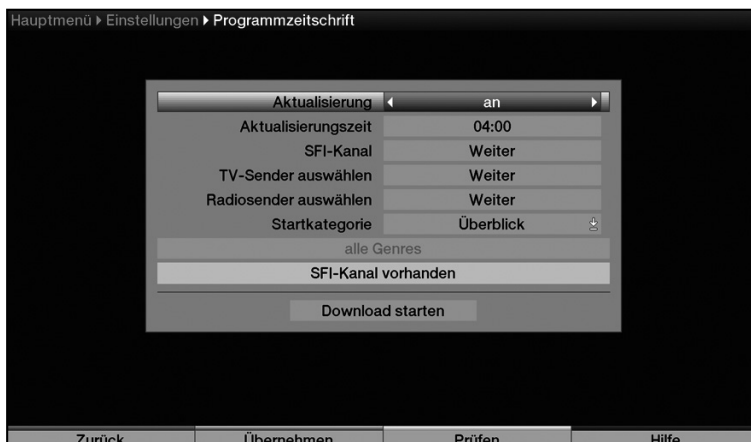 Hauptmenü Einstellungen Programmzeitschrift
Aktualisierung an
Aktualisierungszeit 04:00
SFI-Kanal Weiter
TV-Sender auswählen Weiter
Radiosender auswählen Weiter
Startkategorie Überblick
alle Genres
SFI-Kanal vorhanden
Download starten
Zurück Übernehmen Prüfen Hilfe